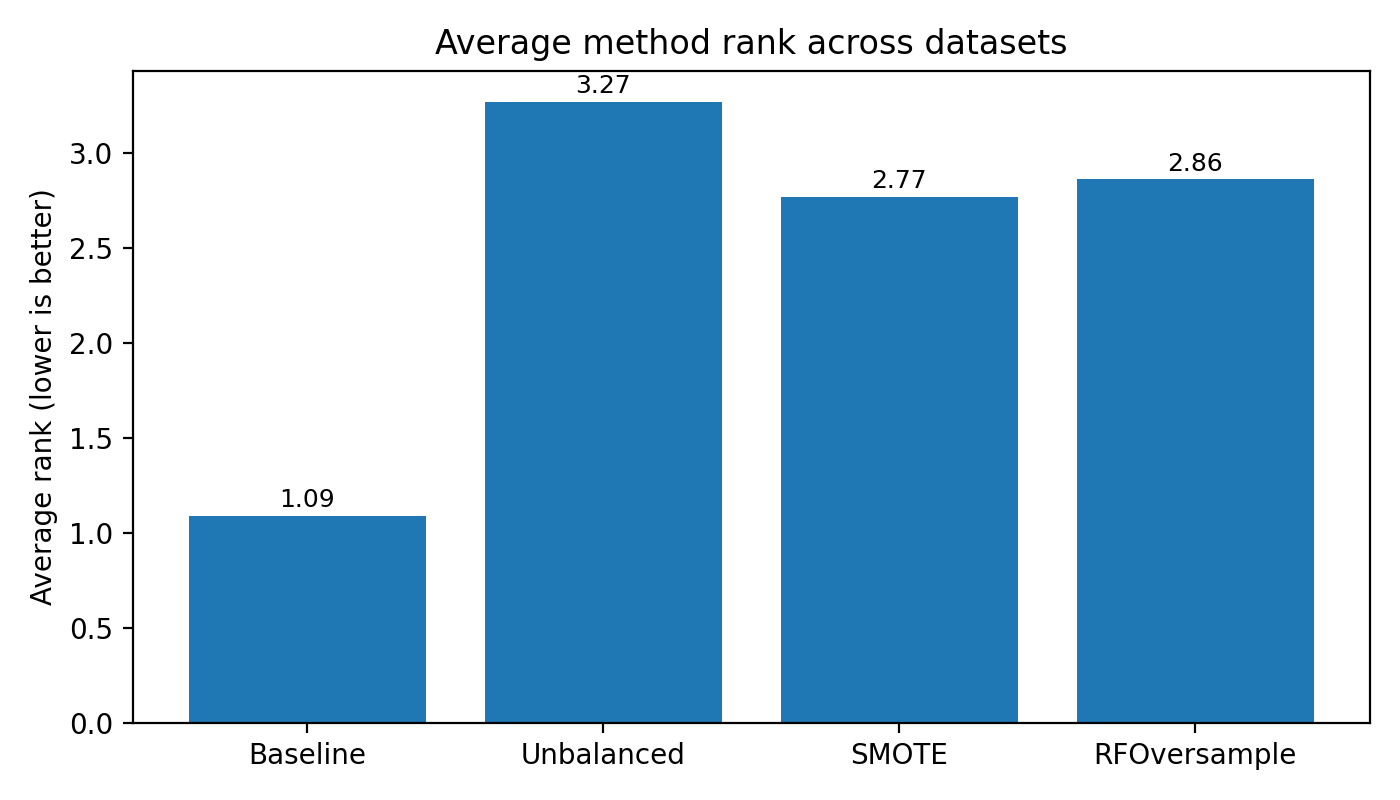 Average method rank across datasets
Average rank (lower is better)
3.0
2.5
2.0
1.5
1.0
0.5
0.0
1.09
3.27
2.77
2.86
Baseline
Unbalanced
SMOTE
RFOversample